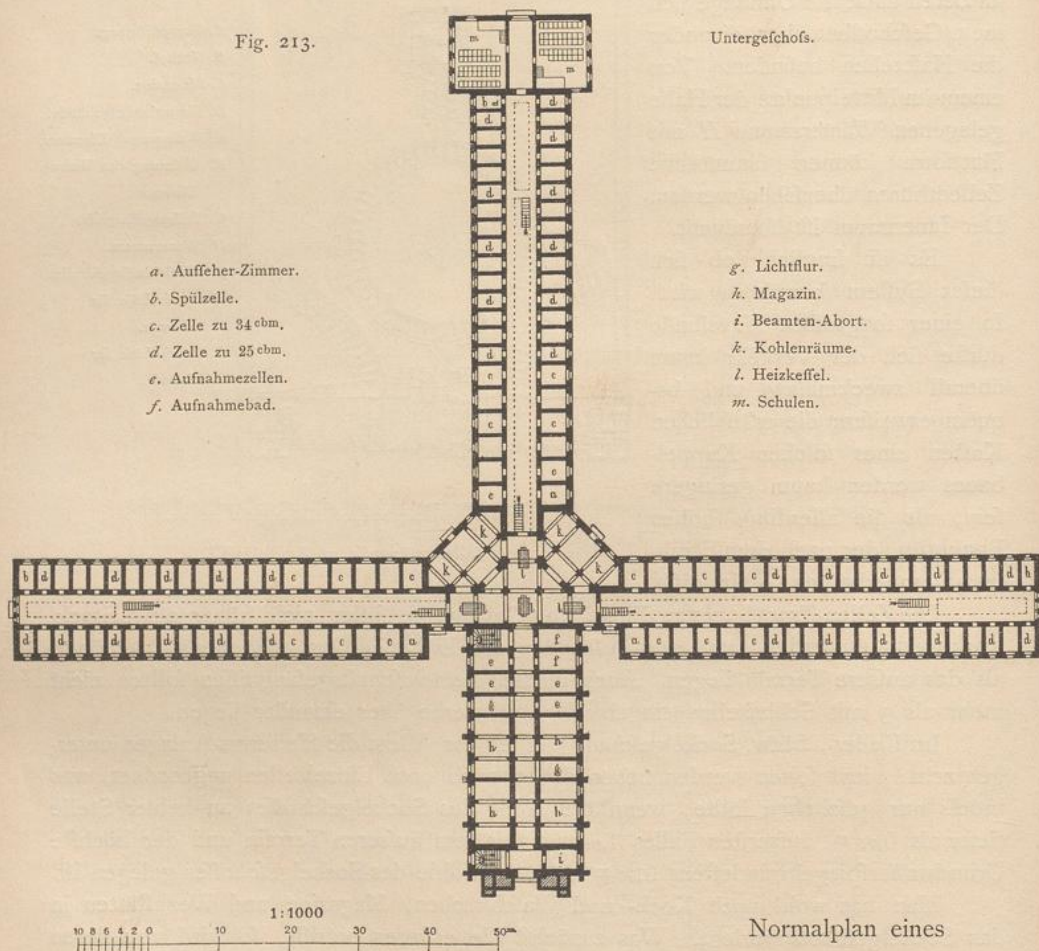 Fig. 213.
Untergeſchoſs.
a. Auffeher-Zimmer.
b. Spülzelle.
c. Zelle zu 34 cbm.
d. Zelle zu 25 cbm.
e. Aufnahmezellen.
f. Aufnahmebad.
g. Lichtflur.
h. Magazin.
i. Beamten-Abort.
k. Kohlenräume.
l. Heizkeſſel.
m. Schulen.
m
m
b d
d
d
d
d
d
d
d
d
d
d
d
d
c
c
c
c
c
c
c
a
k
k
k
k
l
b d d d d c c c
c c c d d d d d h
l
d d d d d c c c a
a c c c d d d d d d
f
e f
e e
g e
h h
g
h h
i
1:1000
10 8 6 4 2 0 10 20 30 40 50m
Normalplan eines